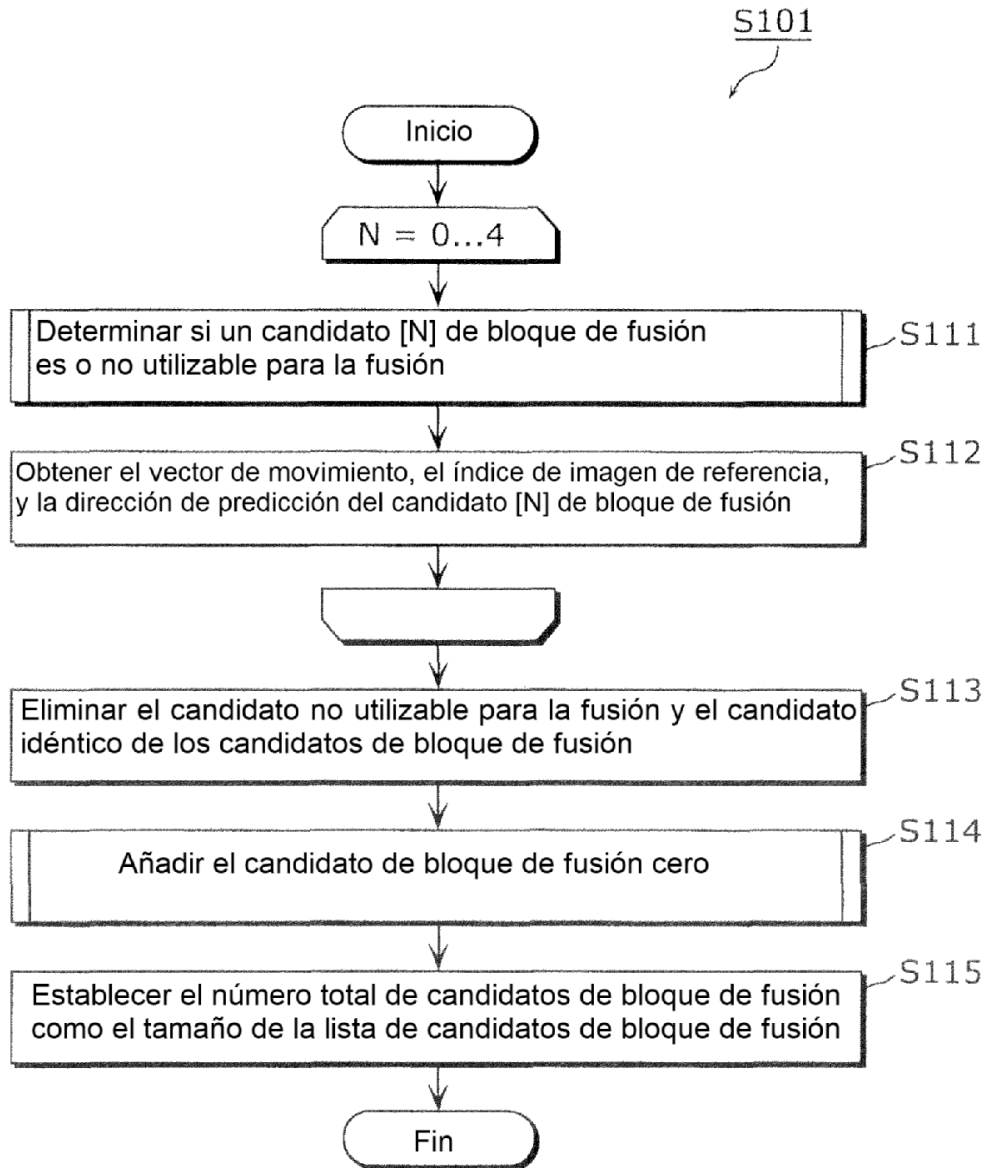 S101
Inicio
N = 0...4
Determinar si un candidato [N] de bloque de fusión
es o no utilizable para la fusión
S111
Obtener el vector de movimiento, el índice de imagen de referencia,
y la dirección de predicción del candidato [N] de bloque de fusión
S112
Eliminar el candidato no utilizable para la fusión y el candidato
idéntico de los candidatos de bloque de fusión
S113
Añadir el candidato de bloque de fusión cero
S114
Establecer el número total de candidatos de bloque de fusión
como el tamaño de la lista de candidatos de bloque de fusión
S115
Fin